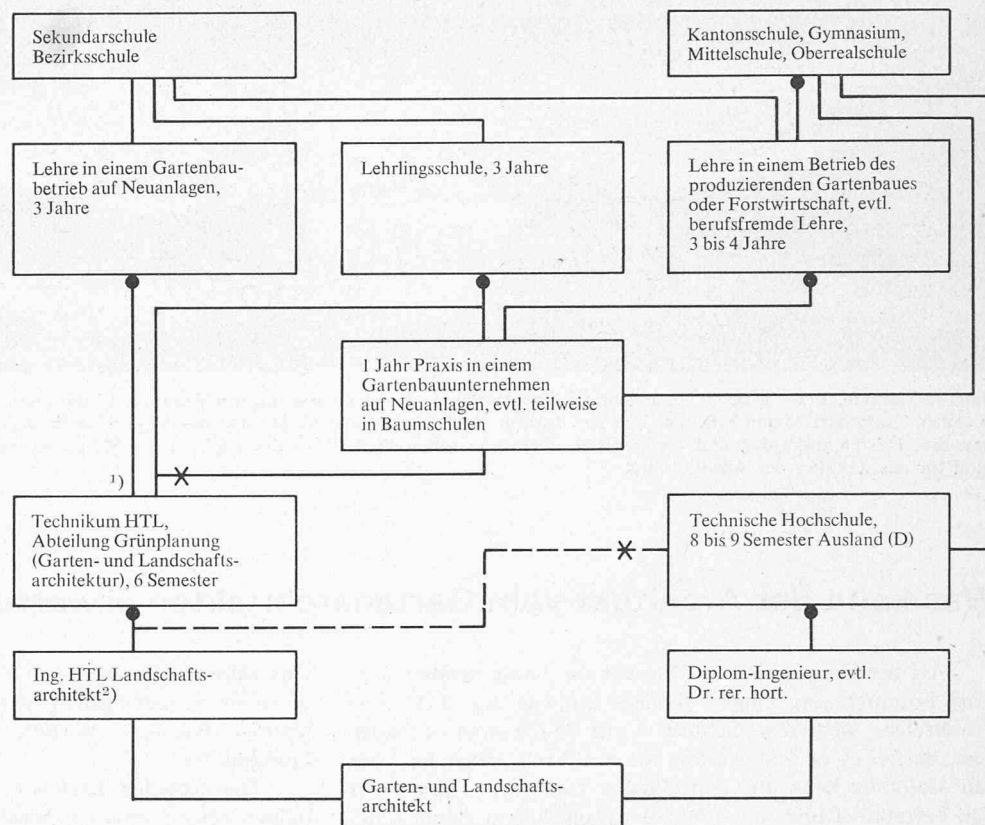 Sekundarschule
Bezirksschule
Kantonsschule, Gymnasium,
Mittelschule, Oberrealschule
Lehre in einem Gartenbau-
betrieb auf Neuanlagen,
3 Jahre
Lehrlingsschule, 3 Jahre
Lehre in einem Betrieb des
produzierenden Gartenbaues
oder Forstwirtschaft, evtl.
berufsfremde Lehre,
3 bis 4 Jahre
1 Jahr Praxis in einem
Gartenbauunternehmen
auf Neuanlagen, evtl. teilweise
in Baumschulen
¹)
Technikum HTL,
Abteilung Grünplanung
(Garten- und Landschafts-
architektur), 6 Semester
Technische Hochschule,
8 bis 9 Semester Ausland (D)
Ing. HTL Landschafts-
architekt²)
Diplom-Ingenieur, evtl.
Dr. rer. hort.
Garten- und Landschafts-
architekt